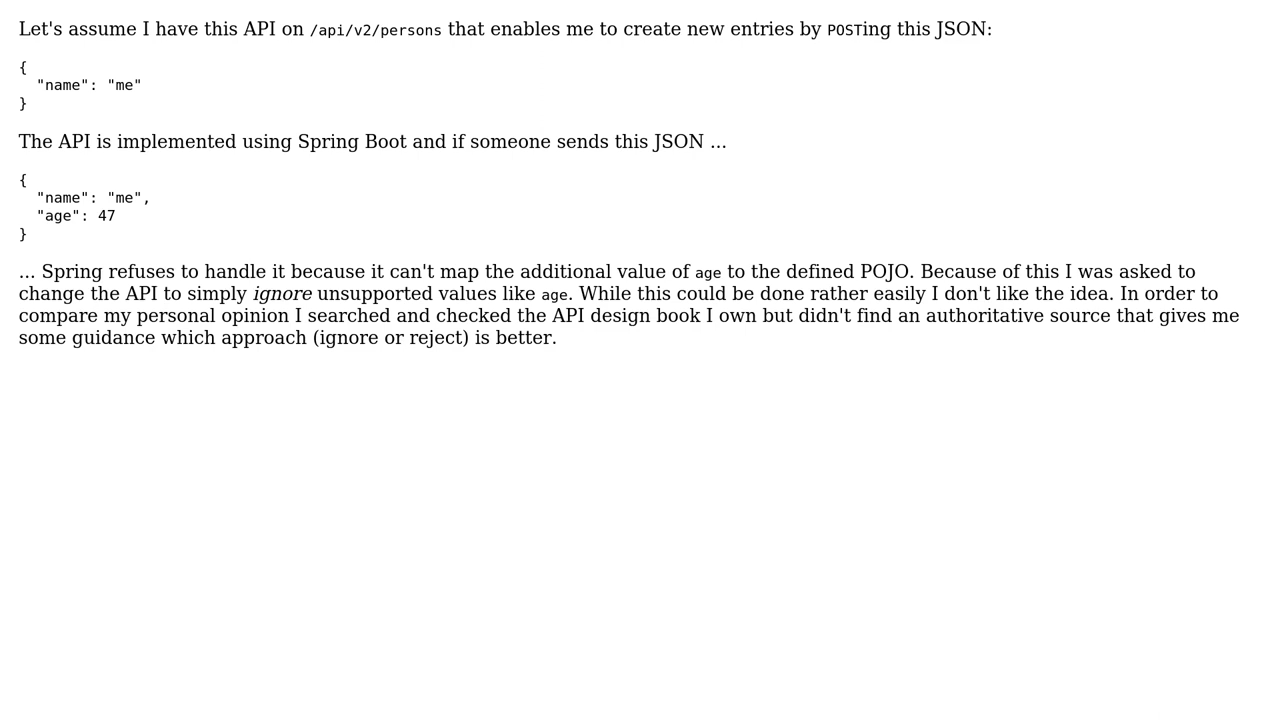 Let's assume I have this API on /api/v2/persons that enables me to create new entries by POSTing this JSON:
{
  "name": "me"
}
The API is implemented using Spring Boot and if someone sends this JSON ...
{
  "name": "me",
  "age": 47
}
... Spring refuses to handle it because it can't map the additional value of age to the defined POJO. Because of this I was asked to
change the API to simply ignore unsupported values like age. While this could be done rather easily I don't like the idea. In order to
compare my personal opinion I searched and checked the API design book I own but didn't find an authoritative source that gives me
some guidance which approach (ignore or reject) is better.